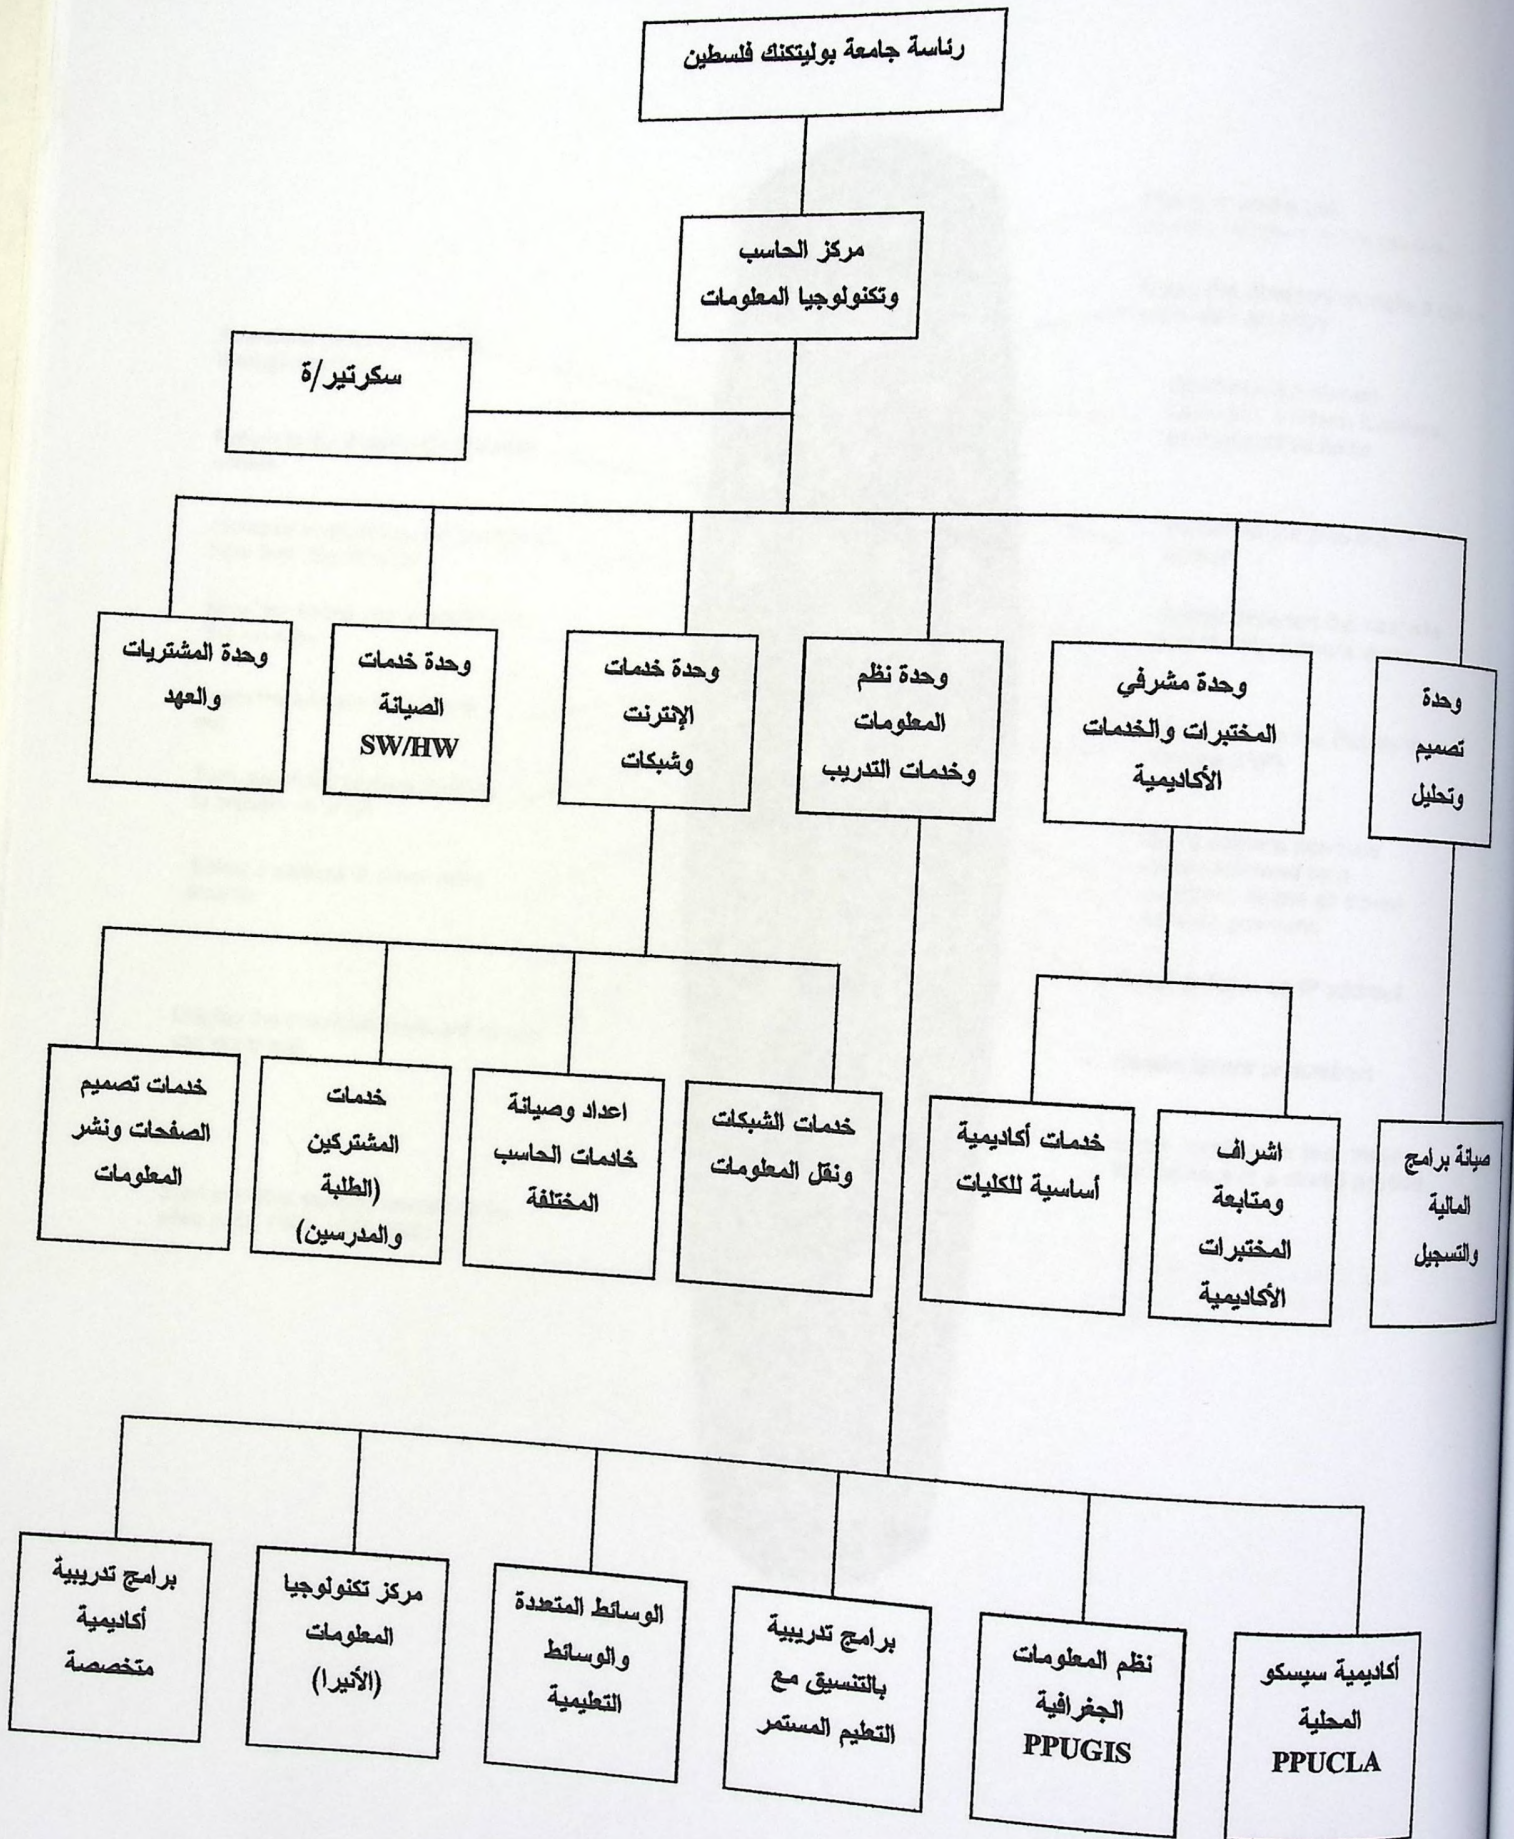 رئاسة جامعة بوليتكنك فلسطين
مركز الحاسب
وتكنولوجيا المعلومات
سكرتير/ة
وحدة
تصميم
وتحليل
وحدة مشرفي
المختبرات والخدمات
الأكاديمية
وحدة نظم
المعلومات
وخدمات التدريب
وحدة خدمات
الإنترنت
وشبكات
وحدة خدمات
الصيانة
SW/HW
وحدة المشتريات
والعهد
صيانة برامج
المالية
والتسجيل
اشراف
ومتابعة
المختبرات
الأكاديمية
خدمات أكاديمية
أساسية للكليات
خدمات الشبكات
ونقل المعلومات
اعداد وصيانة
خادمات الحاسب
المختلفة
خدمات
المشتركين
(الطلبة
والمدرسين)
خدمات تصميم
الصفحات ونشر
المعلومات
أكاديمية سيسكو
المحلية
PPUCLA
نظم المعلومات
الجغرافية
PPUGIS
برامج تدريبية
بالتنسيق مع
التعليم المستمر
الوسائط المتعددة
والوسائط
التعليمية
مركز تكنولوجيا
المعلومات
(الأنيرا)
برامج تدريبية
أكاديمية
متخصصة